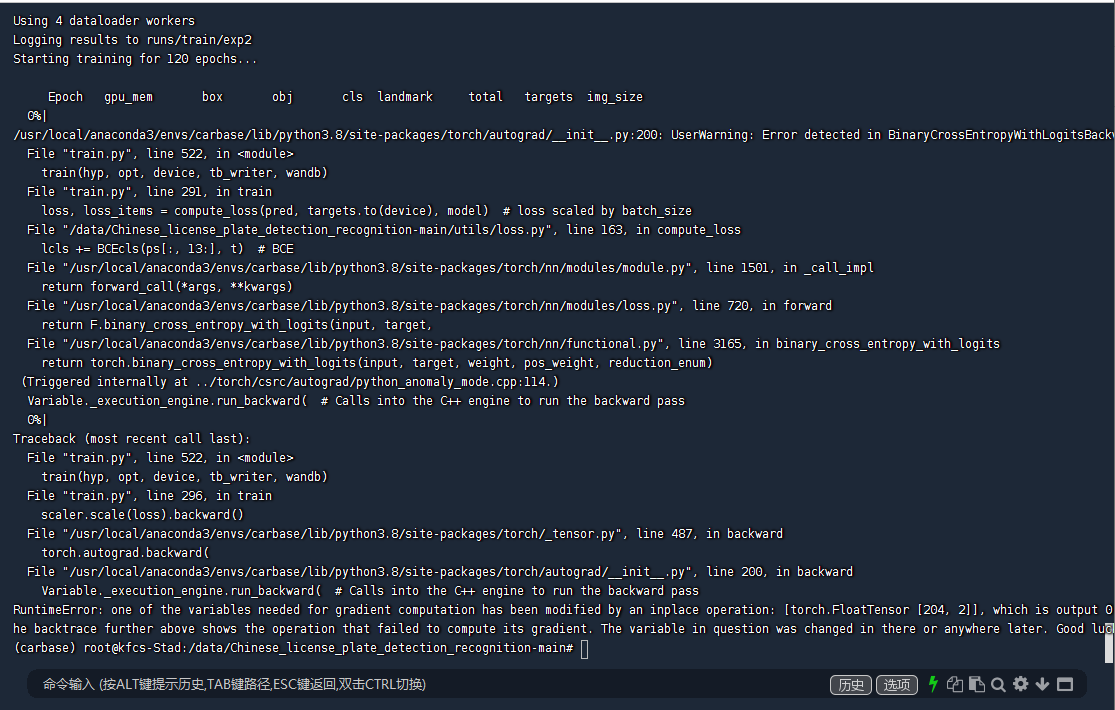 Using 4 dataloader workers
Logging results to runs/train/exp2
Starting training for 120 epochs...
Epoch gpu_mem box obj cls landmark total targets img_size
0%|
/usr/local/anaconda3/envs/carbase/lib/python3.8/site-packages/torch/autograd/__init__.py:200: UserWarning: Error detected in BinaryCrossEntropyWithLogitsBackw
File "train.py", line 522, in <module>
train(hyp, opt, device, tb_writer, wandb)
File "train.py", line 291, in train
loss, loss_items = compute_loss(pred, targets.to(device), model)  # loss scaled by batch_size
File "/data/Chinese_license_plate_detection_recognition-main/utils/loss.py", line 163, in compute_loss
lcls += BCEcls(ps[:, 13:], t)  # BCE
File "/usr/local/anaconda3/envs/carbase/lib/python3.8/site-packages/torch/nn/modules/module.py", line 1501, in _call_impl
return forward_call(*args, **kwargs)
File "/usr/local/anaconda3/envs/carbase/lib/python3.8/site-packages/torch/nn/modules/loss.py", line 720, in forward
return F.binary_cross_entropy_with_logits(input, target,
File "/usr/local/anaconda3/envs/carbase/lib/python3.8/site-packages/torch/nn/functional.py", line 3165, in binary_cross_entropy_with_logits
return torch.binary_cross_entropy_with_logits(input, target, weight, pos_weight, reduction_enum)
(Triggered internally at ../torch/csrc/autograd/python_anomaly_mode.cpp:114.)
Variable._execution_engine.run_backward(  # Calls into the C++ engine to run the backward pass
0%|
Traceback (most recent call last):
File "train.py", line 522, in <module>
train(hyp, opt, device, tb_writer, wandb)
File "train.py", line 296, in train
scaler.scale(loss).backward()
File "/usr/local/anaconda3/envs/carbase/lib/python3.8/site-packages/torch/_tensor.py", line 487, in backward
torch.autograd.backward(
File "/usr/local/anaconda3/envs/carbase/lib/python3.8/site-packages/torch/autograd/__init__.py", line 200, in backward
Variable._execution_engine.run_backward(  # Calls into the C++ engine to run the backward pass
RuntimeError: one of the variables needed for gradient computation has been modified by an inplace operation: [torch.FloatTensor [204, 2]], which is output 0
he backtrace further above shows the operation that failed to compute its gradient. The variable in question was changed in there or anywhere later. Good luc
(carbase) root@kfcs-Stad:/data/Chinese_license_plate_detection_recognition-main#
命令输入 (按ALT键提示历史,TAB键路径,ESC键返回,双击CTRL切换) 历史 选项